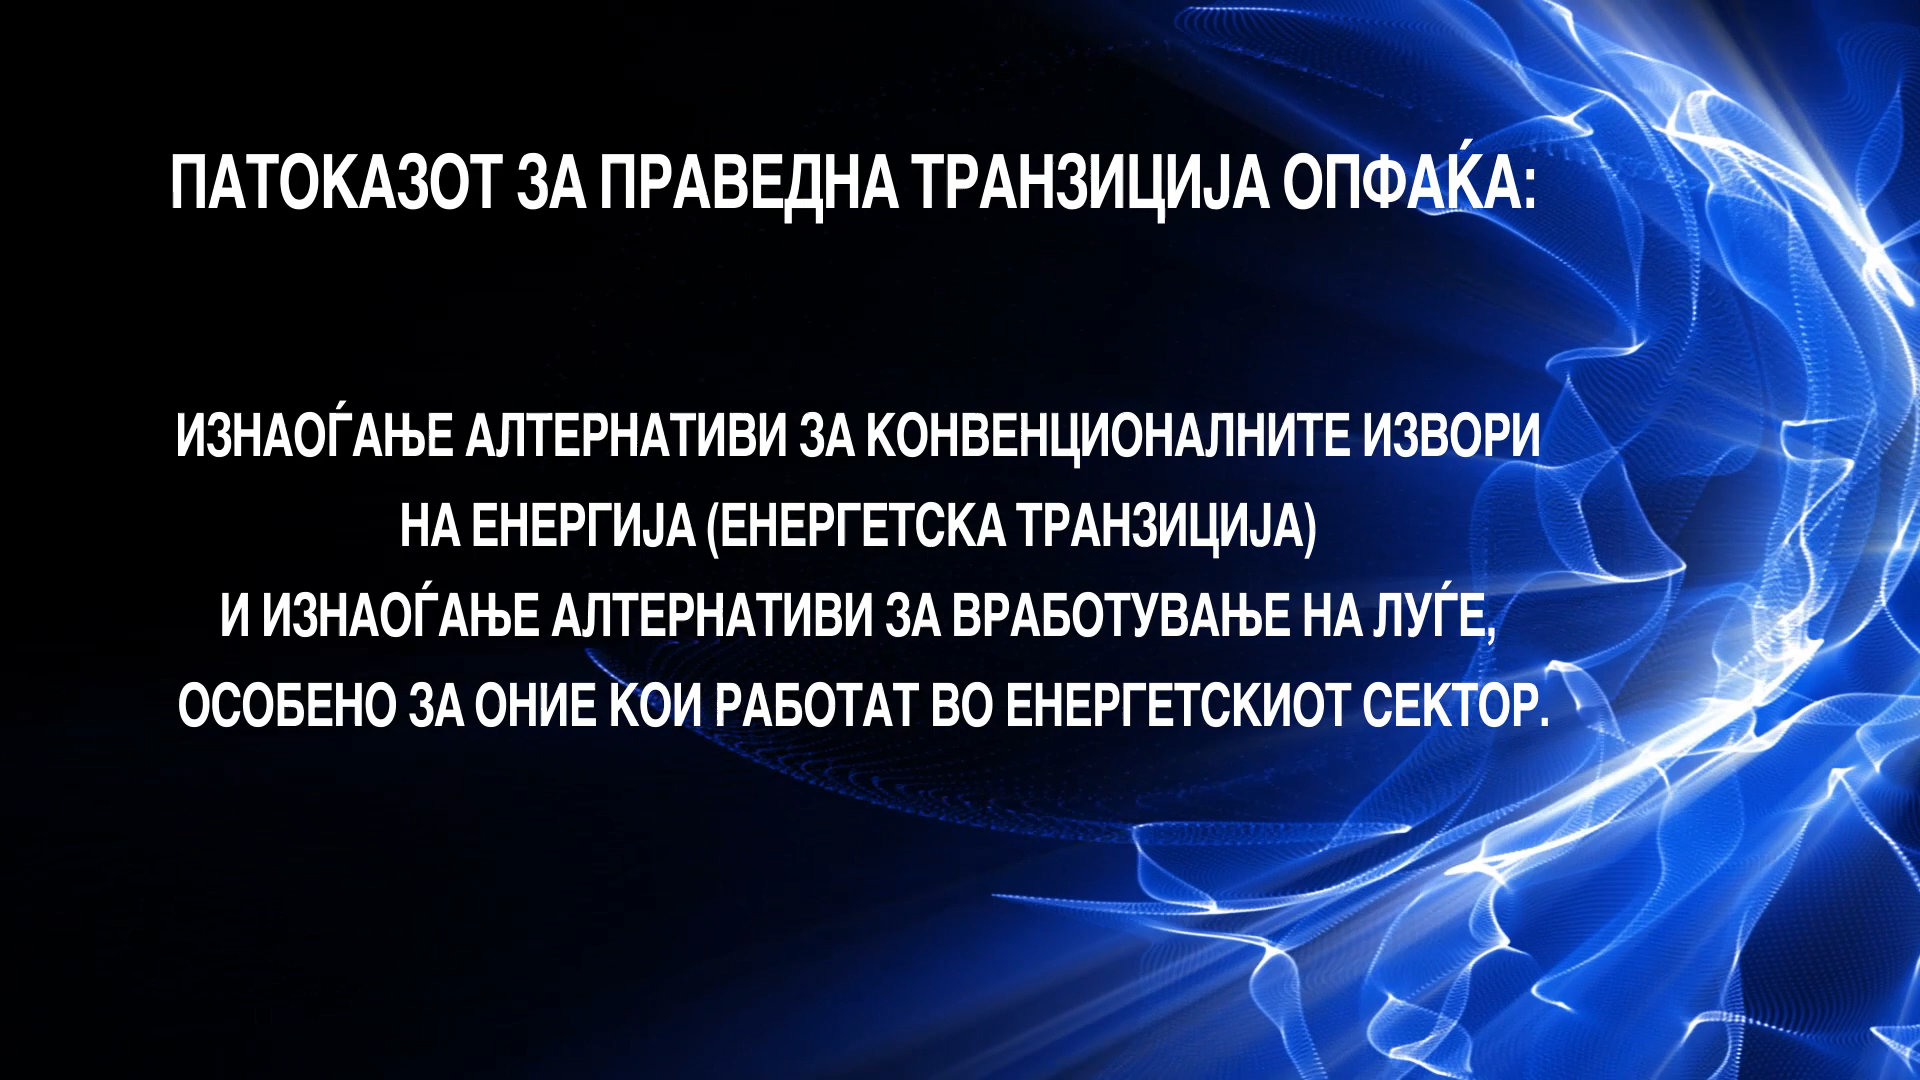 ПАТОКАЗОТ ЗА ПРАВЕДНА ТРАНЗИЦИЈА ОПФАЌА:
ИЗНАОЃАЊЕ АЛТЕРНАТИВИ ЗА КОНВЕНЦИОНАЛНИТЕ ИЗВОРИ
НА ЕНЕРГИЈА (ЕНЕРГЕТСКА ТРАНЗИЦИЈА)
И ИЗНАОЃАЊЕ АЛТЕРНАТИВИ ЗА ВРАБОТУВАЊЕ НА ЛУЃЕ,
ОСОБЕНО ЗА ОНИЕ КОИ РАБОТАТ ВО ЕНЕРГЕТСКИОТ СЕКТОР.